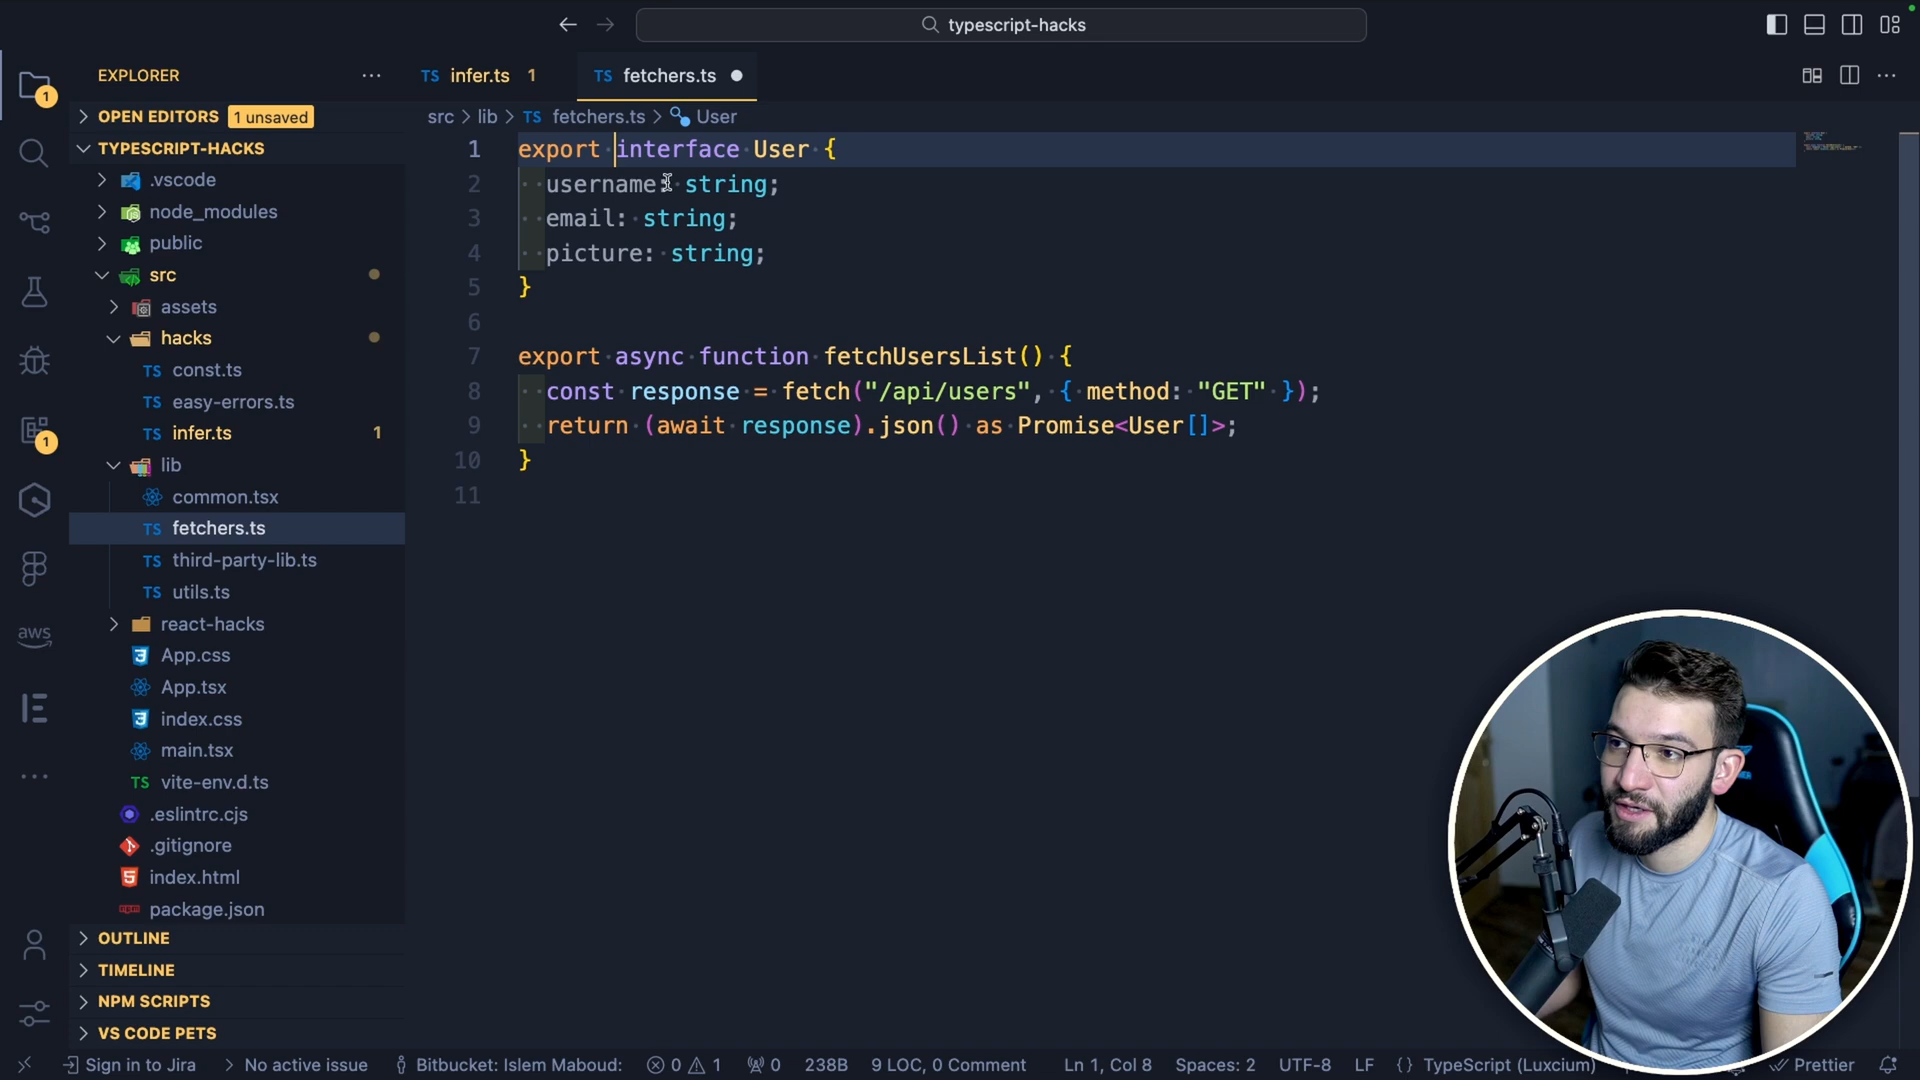 typescript-hacks
EXPLORER
OPEN EDITORS 1 unsaved
TYPESCRIPT-HACKS
.vscode
node_modules
public
src
assets
hacks
TS const.ts
TS easy-errors.ts
TS infer.ts 1
lib
common.tsx
TS fetchers.ts
TS third-party-lib.ts
TS utils.ts
react-hacks
App.css
App.tsx
index.css
main.tsx
TS vite-env.d.ts
.eslintrc.cjs
.gitignore
index.html
package.json
OUTLINE
TIMELINE
NPM SCRIPTS
VS CODE PETS
1
1
aws
TS infer.ts 1
TS fetchers.ts
src > lib > TS fetchers.ts > User
1 export interface User {
2 username: string;
3 email: string;
4 picture: string;
5 }
6
7 export async function fetchUsersList() {
8 const response = fetch("/api/users", { method: "GET" });
9 return (await response).json() as Promise<User[]>;
10 }
11
Sign in to Jira No active issue Bitbucket: Islem Maboud: 0 1 0 238B 9 LOC, 0 Comment Ln 1, Col 8 Spaces: 2 UTF-8 LF {} TypeScript (Luxcium) Prettier